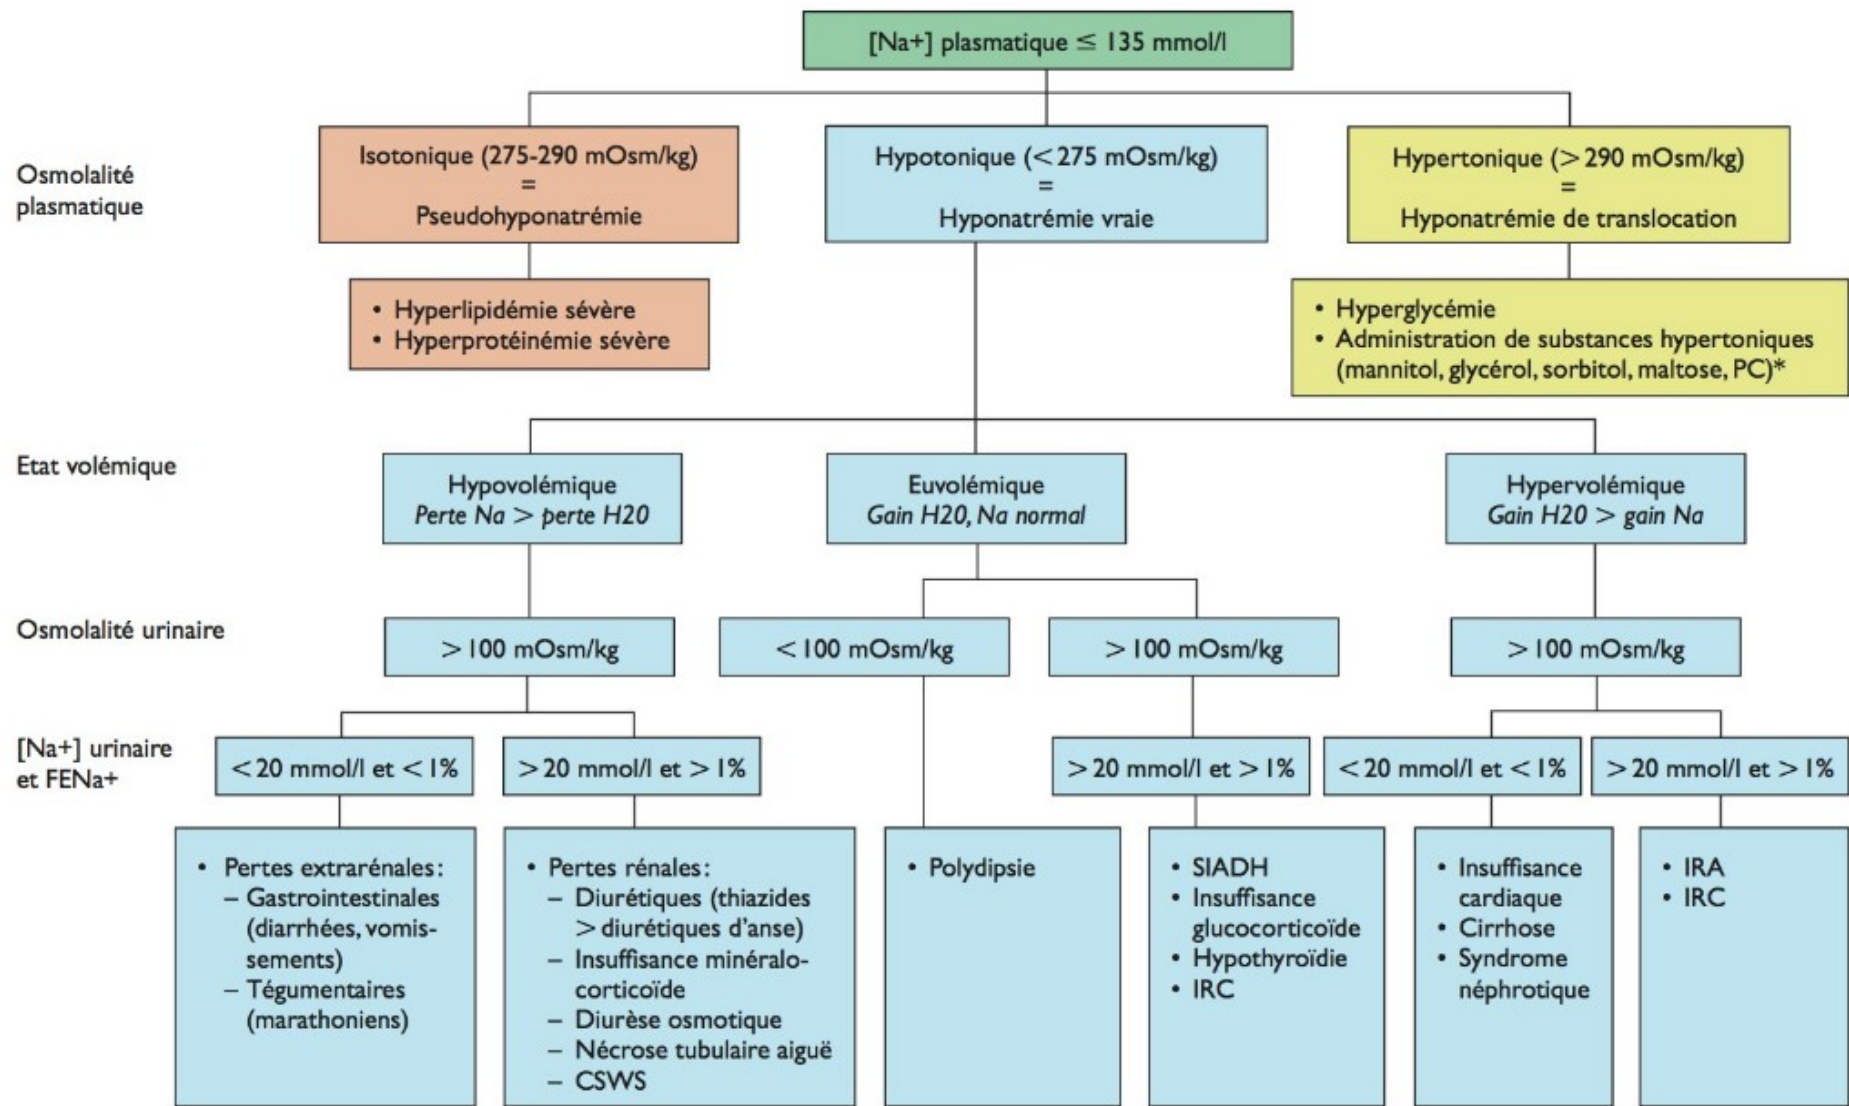 [Na+] plasmatique ≤ 135 mmol/l
Osmolalité
plasmatique
Isotonique (275-290 mOsm/kg)
=
Pseudohyponatrémie
Hypotonique (< 275 mOsm/kg)
=
Hyponatrémie vraie
Hypertonique (> 290 mOsm/kg)
=
Hyponatrémie de translocation
• Hyperlipidémie sévère
• Hyperprotéinémie sévère
• Hyperglycémie
• Administration de substances hypertoniques
(mannitol, glycérol, sorbitol, maltose, PC)*
Etat volémique
Hypovolémique
Perte Na > perte H20
Euvolémique
Gain H20, Na normal
Hypervolémique
Gain H20 > gain Na
Osmolalité urinaire
> 100 mOsm/kg
< 100 mOsm/kg
> 100 mOsm/kg
> 100 mOsm/kg
[Na+] urinaire
et FENa+
< 20 mmol/l et < 1%
> 20 mmol/l et > 1%
> 20 mmol/l et > 1%
< 20 mmol/l et < 1%
> 20 mmol/l et > 1%
• Pertes extrarénales:
– Gastrointestinales
(diarrhées, vomis-
sements)
– Tégumentaires
(marathoniens)
• Pertes rénales:
– Diurétiques (thiazides
> diurétiques d'anse)
– Insuffisance minéralo-
corticoïde
– Diurèse osmotique
– Nécrose tubulaire aiguë
– CSWS
• Polydipsie
• SIADH
• Insuffisance
glucocorticoïde
• Hypothyroïdie
• IRC
• Insuffisance
cardiaque
• Cirrhose
• Syndrome
néphrotique
• IRA
• IRC